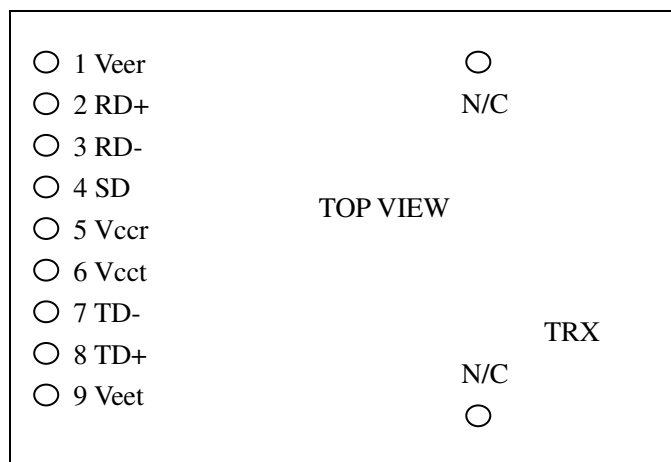 1 Veer
2 RD+
N/C
3 RD-
4 SD
TOP VIEW
5 Vccr
6 Vcct
7 TD-
TRX
8 TD+
N/C
9 Veet